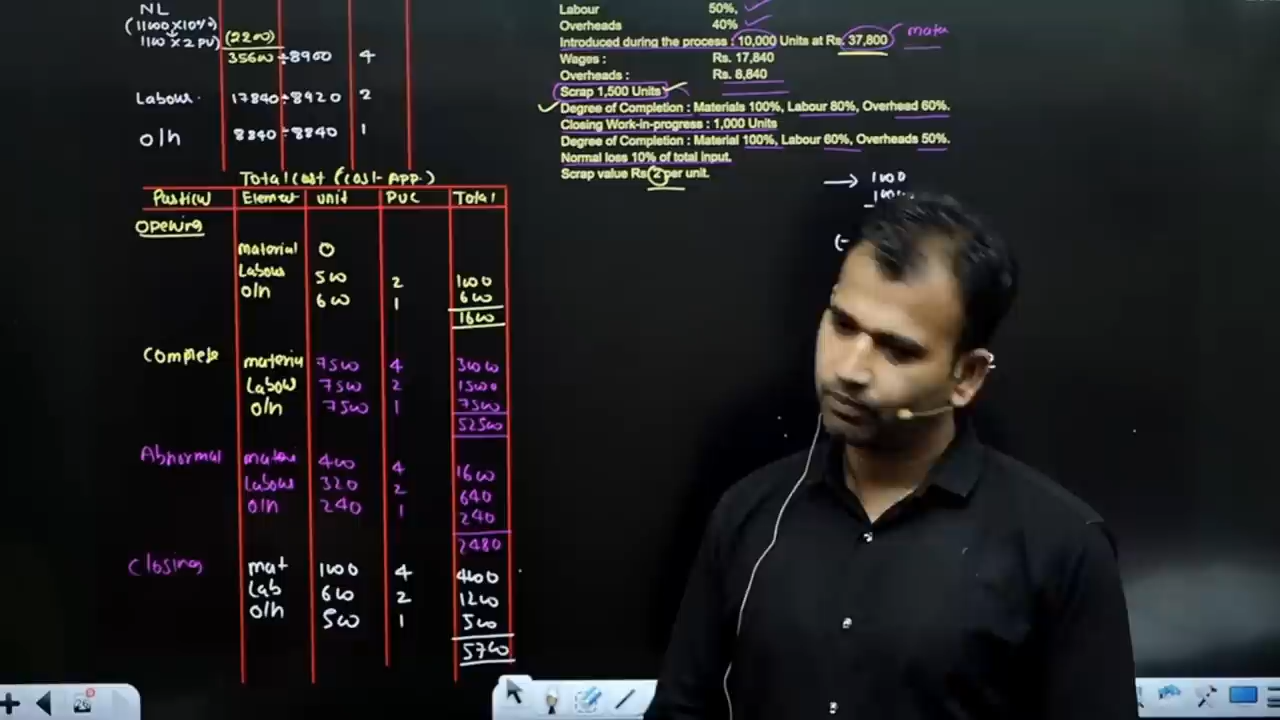 NL
(1100X10%)
1100 X 2 PU) (2200)
35600 ÷ 8900 4
Labour 17840 ÷ 8920 2
O/h 8840 ÷ 8840 1
Labour 50%,
Overheads 40%
Introduced during the process : 10,000 Units at Rs. 37,800 mate
Wages : Rs. 17,840
Overheads : Rs. 8,840
Scrap 1,500 Units
Degree of Completion : Materials 100%, Labour 80%, Overhead 60%.
Closing Work-in-progress : 1,000 Units
Degree of Completion : Material 100%, Labour 60%, Overheads 50%.
Normal loss 10% of total input.
Scrap value Rs 2 per unit.
1100
Total Cost (Cost-App.)
Particu Element unit PUC Total
Opening
material 0
Labour 500 2 1000
O/h 600 1 600
1600
Complete materia 7500 4 30000
Labour 7500 2 15000
O/h 7500 1 7500
52500
Abnormal materi 400 4 1600
Labour 320 2 640
O/h 240 1 240
2480
Closing mat 1000 4 4000
Lab 600 2 1200
O/h 500 1 500
5700
26